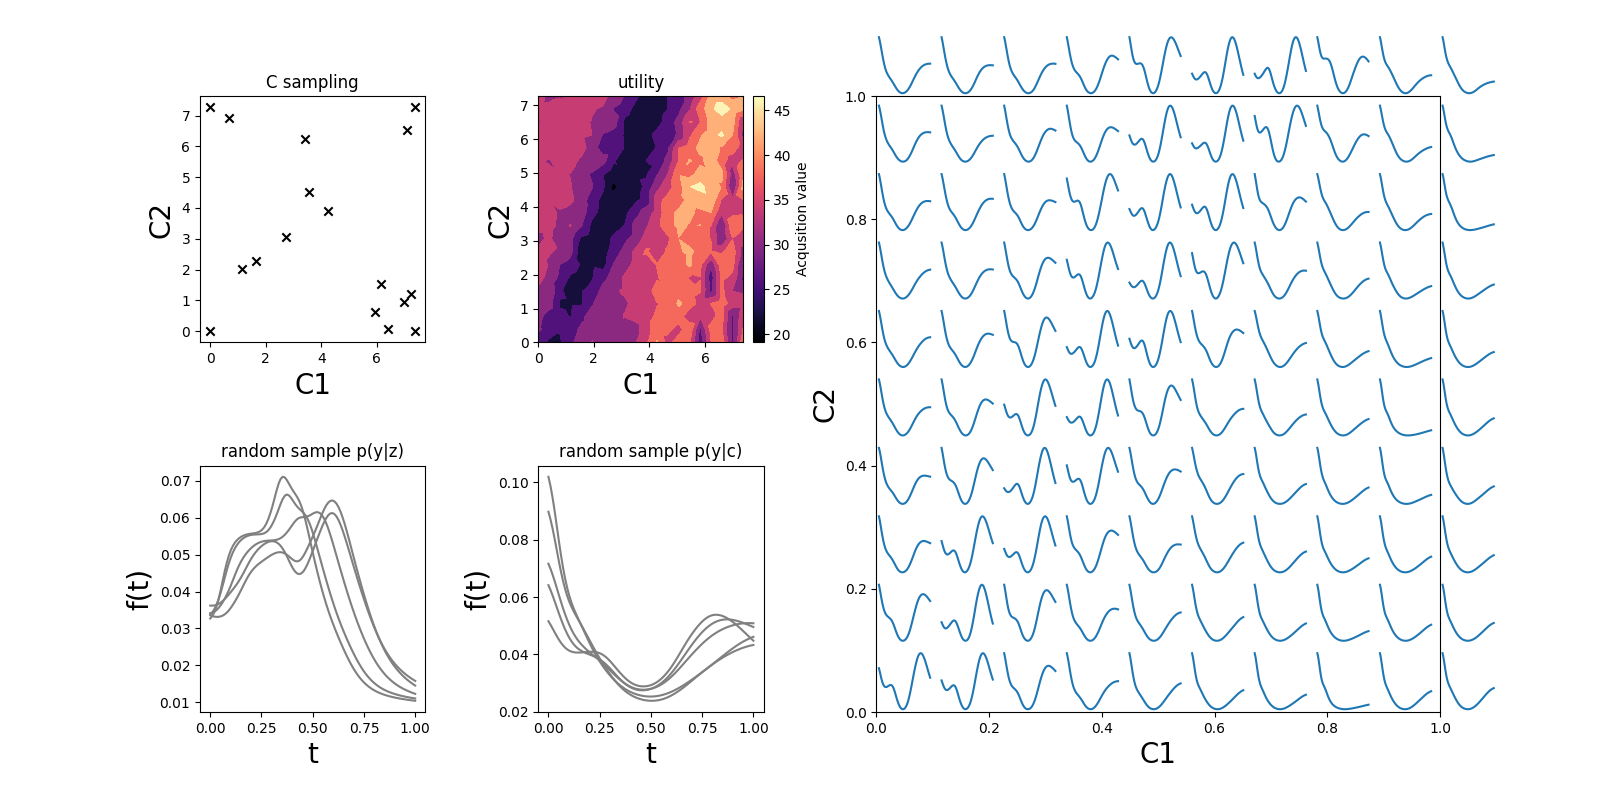 C sampling
7
6
5
4
3
2
1
0
C2
0 2 4 6
C1
utility
7
6
5
4
3
2
1
0
C2
0 2 4 6
C1
45
40
35
30
25
20
Acqusition value
random sample p(y|z)
0.07
0.06
0.05
0.04
0.03
0.02
0.01
f(t)
0.00 0.25 0.50 0.75 1.00
t
random sample p(y|c)
0.10
0.08
0.06
0.04
0.02
f(t)
0.00 0.25 0.50 0.75 1.00
t
1.0
0.8
0.6
0.4
0.2
0.0
C2
0.0 0.2 0.4 0.6 0.8 1.0
C1